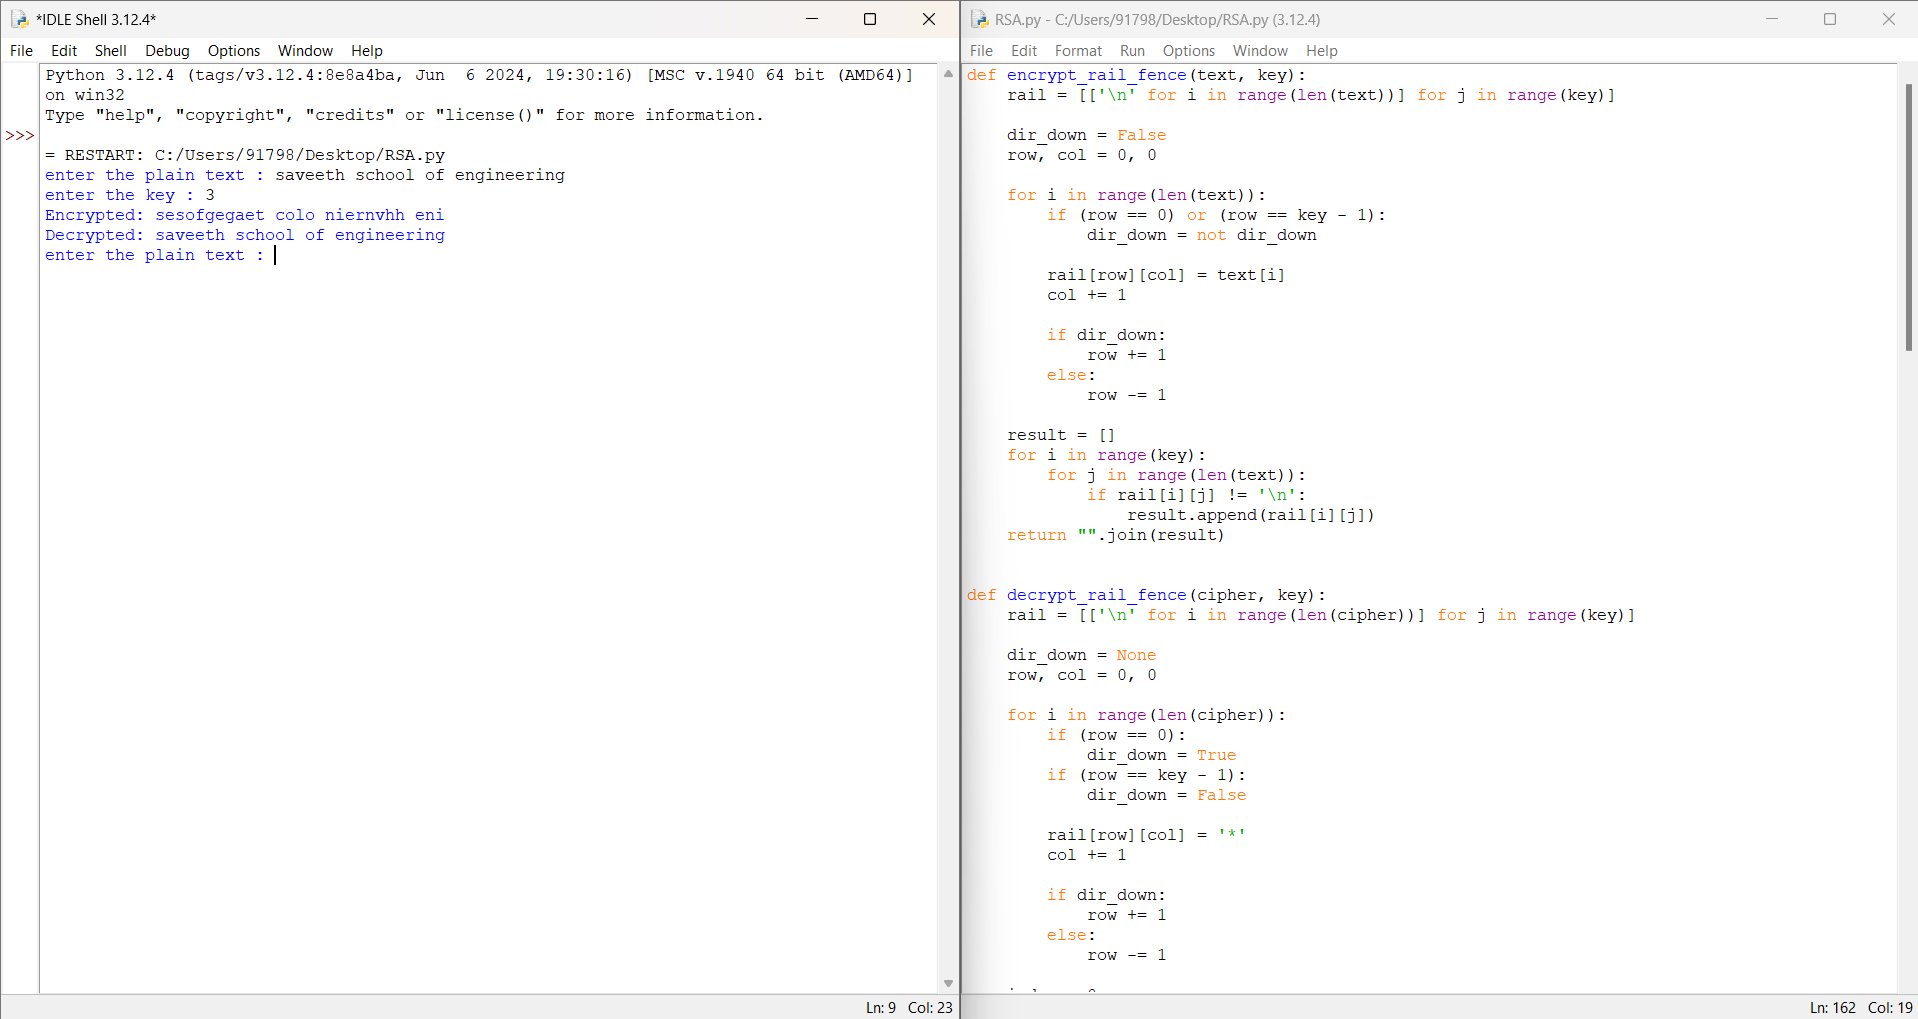 *IDLE Shell 3.12.4*
File Edit Shell Debug Options Window Help
Python 3.12.4 (tags/v3.12.4:8e8a4ba, Jun  6 2024, 19:30:16) [MSC v.1940 64 bit (AMD64)]
on win32
Type "help", "copyright", "credits" or "license()" for more information.
>>>
= RESTART: C:/Users/91798/Desktop/RSA.py
enter the plain text : saveeth school of engineering
enter the key : 3
Encrypted: sesofgegaet colo niernvhh eni
Decrypted: saveeth school of engineering
enter the plain text :
Ln: 9 Col: 23
RSA.py - C:/Users/91798/Desktop/RSA.py (3.12.4)
File Edit Format Run Options Window Help
def encrypt_rail_fence(text, key):
    rail = [['\n' for i in range(len(text))] for j in range(key)]
    dir_down = False
    row, col = 0, 0
    for i in range(len(text)):
        if (row == 0) or (row == key - 1):
            dir_down = not dir_down
        rail[row][col] = text[i]
        col += 1
        if dir_down:
            row += 1
        else:
            row -= 1
    result = []
    for i in range(key):
        for j in range(len(text)):
            if rail[i][j] != '\n':
                result.append(rail[i][j])
    return "".join(result)
def decrypt_rail_fence(cipher, key):
    rail = [['\n' for i in range(len(cipher))] for j in range(key)]
    dir_down = None
    row, col = 0, 0
    for i in range(len(cipher)):
        if (row == 0):
            dir_down = True
        if (row == key - 1):
            dir_down = False
        rail[row][col] = '*'
        col += 1
        if dir_down:
            row += 1
        else:
            row -= 1
Ln: 162 Col: 19